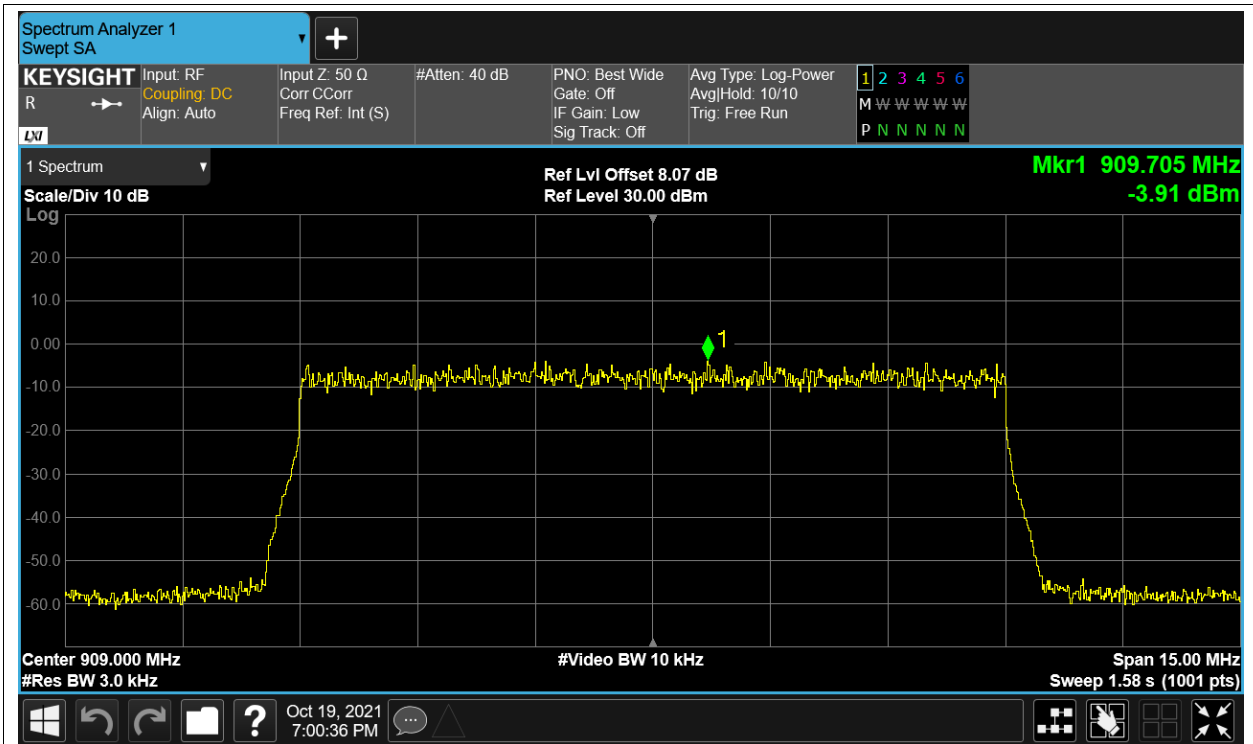 Spectrum Analyzer 1
Swept SA
KEYSIGHT
R
LXI
Input: RF
Coupling: DC
Align: Auto
Input Z: 50 Ω
Corr CCorr
Freq Ref: Int (S)
#Atten: 40 dB
PNO: Best Wide
Gate: Off
IF Gain: Low
Sig Track: Off
Avg Type: Log-Power
Avg|Hold: 10/10
Trig: Free Run
1 2 3 4 5 6
M W W W W W
P N N N N N
1 Spectrum
Scale/Div 10 dB
Log
Ref Lvl Offset 8.07 dB
Ref Level 30.00 dBm
Mkr1 909.705 MHz
-3.91 dBm
20.0
10.0
0.00
-10.0
-20.0
-30.0
-40.0
-50.0
-60.0
1
Center 909.000 MHz
#Res BW 3.0 kHz
#Video BW 10 kHz
Span 15.00 MHz
Sweep 1.58 s (1001 pts)
?
Oct 19, 2021
7:00:36 PM